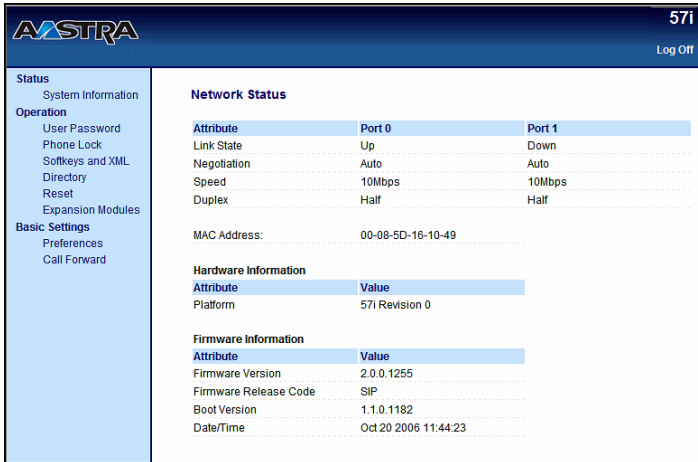 AASTRA
57i
Log Off
Status
System Information
Operation
User Password
Phone Lock
Softkeys and XML
Directory
Reset
Expansion Modules
Basic Settings
Preferences
Call Forward
Network Status
Attribute Port 0 Port 1
Link State Up Down
Negotiation Auto Auto
Speed 10Mbps 10Mbps
Duplex Half Half
MAC Address: 00-08-5D-16-10-49
Hardware Information
Attribute Value
Platform 57i Revision 0
Firmware Information
Attribute Value
Firmware Version 2.0.0.1255
Firmware Release Code SIP
Boot Version 1.1.0.1182
Date/Time Oct 20 2006 11:44:23